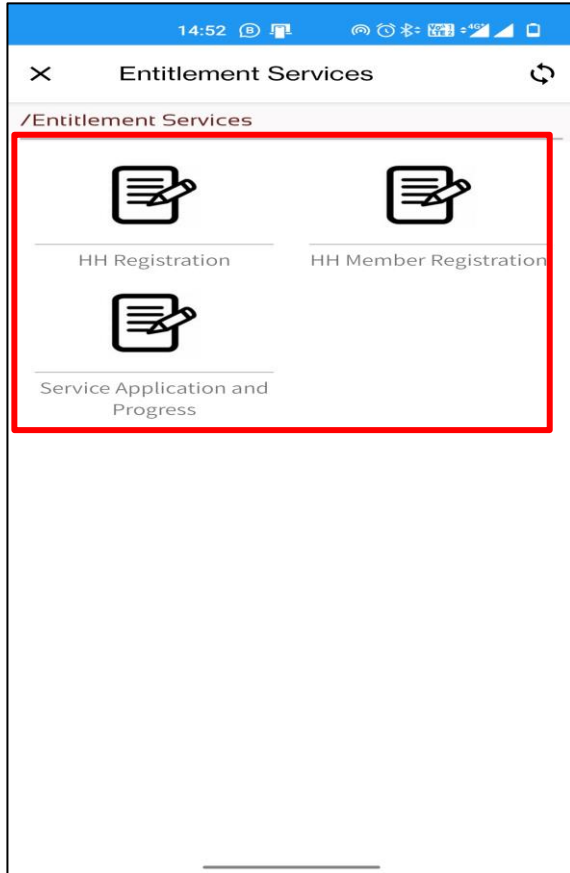 14:52
Entitlement Services
/Entitlement Services
HH Registration
HH Member Registration
Service Application and
Progress